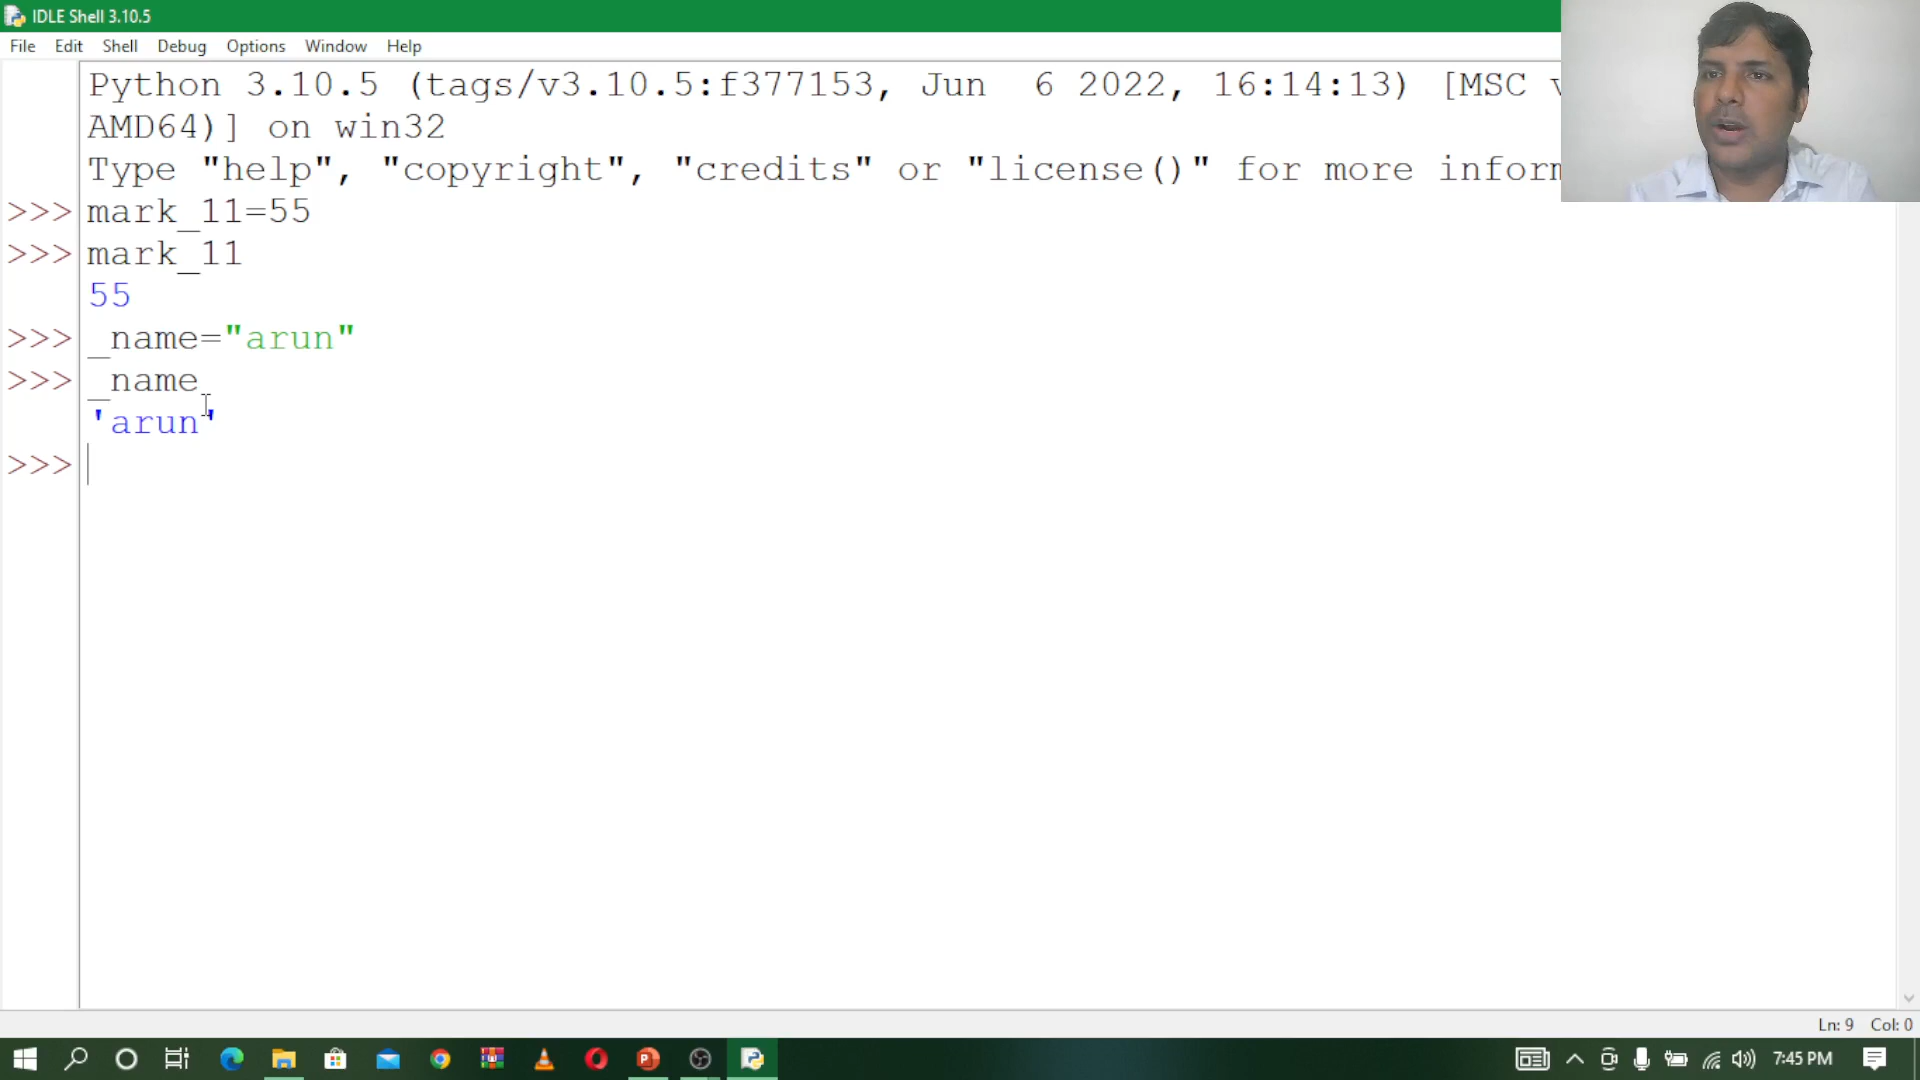 IDLE Shell 3.10.5
File Edit Shell Debug Options Window Help
Python 3.10.5 (tags/v3.10.5:f377153, Jun  6 2022, 16:14:13) [MSC
AMD64)] on win32
Type "help", "copyright", "credits" or "license()" for more
>>> mark_11=55
>>> mark_11
55
>>> _name="arun"
>>> _name
'arun'
>>>
Ln: 9 Col: 0
7:45 PM